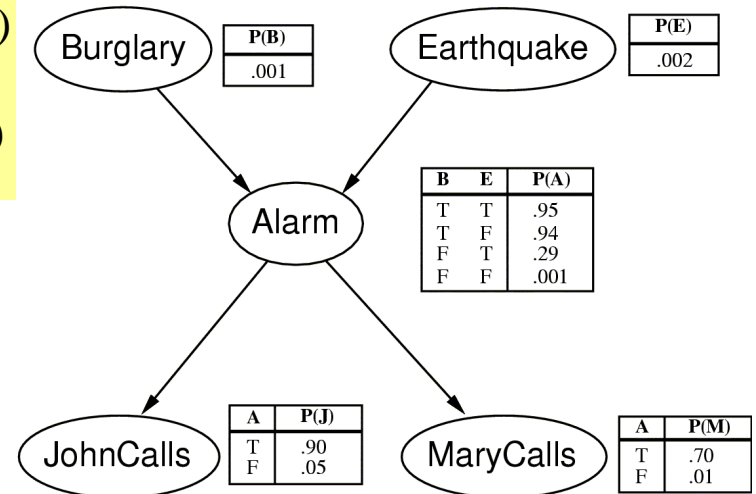 )
)
Burglary
P(B)
.001
Earthquake
P(E)
.002
Alarm
B E P(A)
T T .95
T F .94
F T .29
F F .001
JohnCalls
A P(J)
T .90
F .05
MaryCalls
A P(M)
T .70
F .01